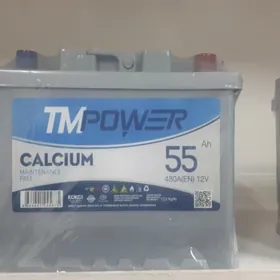 TMPOWER
CALCIUM
MAINTENANCE
FREE
55 Ah
480A(EN) 12V